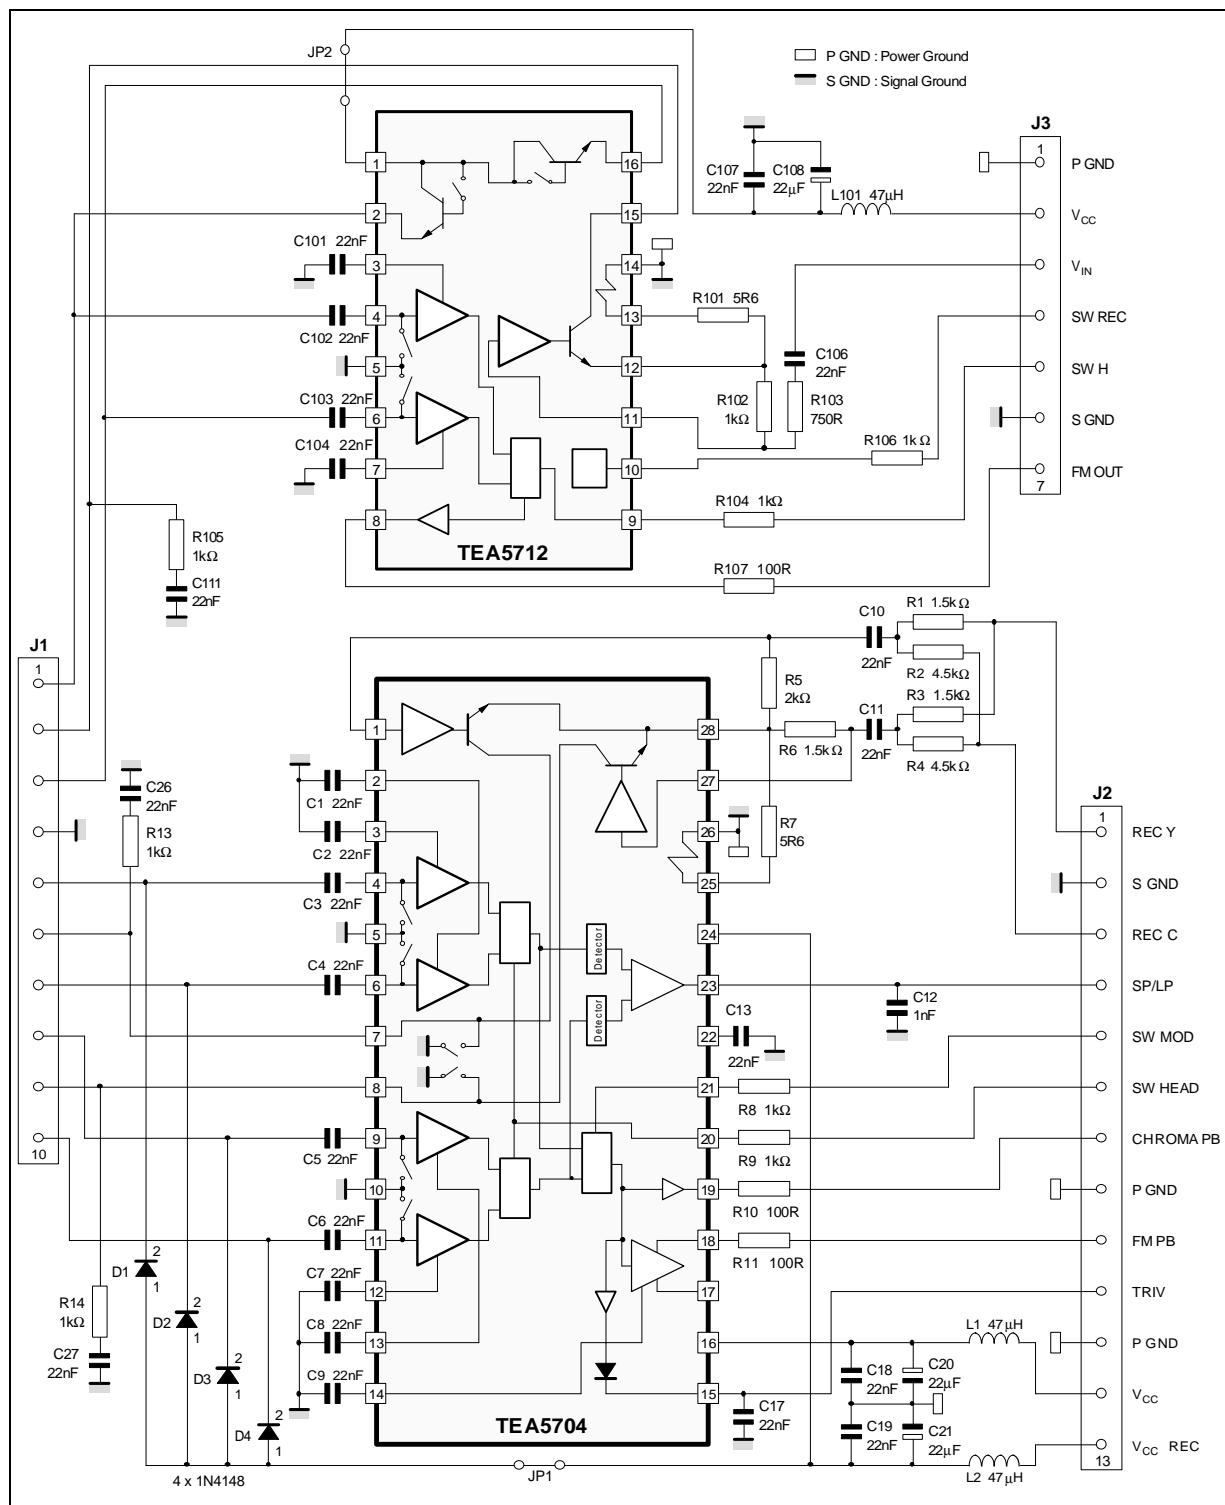 JP2
P GND : Power Ground
S GND : Signal Ground
J3
1
P GND
C107
22nF
C108
22µF
L101 47µH
VCC
VIN
SW REC
SW H
S GND
FM OUT
7
1
2
3
4
5
6
7
8
16
15
14
13
12
11
10
9
C101 22nF
C102 22nF
C103 22nF
C104 22nF
R101 5R6
C106
22nF
R102
1kΩ
R103
750R
R106 1kΩ
R104 1kΩ
R107 100R
TEA5712
R105
1kΩ
C111
22nF
J1
1
10
C10
22nF
R1 1.5kΩ
R2 4.5kΩ
R3 1.5kΩ
R4 4.5kΩ
C11
22nF
R5
2kΩ
R6 1.5kΩ
R7
5R6
C26
22nF
R13
1kΩ
C1 22nF
C2 22nF
C3 22nF
C4 22nF
C5 22nF
C6 22nF
C7 22nF
C8 22nF
C9 22nF
1
2
3
4
5
6
7
8
9
10
11
12
13
14
28
27
26
25
24
23
22
21
20
19
18
17
16
15
Detector
Detector
C13
22nF
C12
1nF
R8 1kΩ
R9 1kΩ
R10 100R
R11 100R
J2
1
REC Y
S GND
REC C
SP/LP
SW MOD
SW HEAD
CHROMA PB
P GND
FM PB
TRIV
P GND
VCC
VCC REC
13
L1 47µH
C18
22nF
C20
22µF
C19
22nF
C21
22µF
C17
22nF
L2 47µH
TEA5704
JP1
R14
1kΩ
C27
22nF
D1
2
1
D2
2
1
D3
2
1
D4
2
1
4 x 1N4148